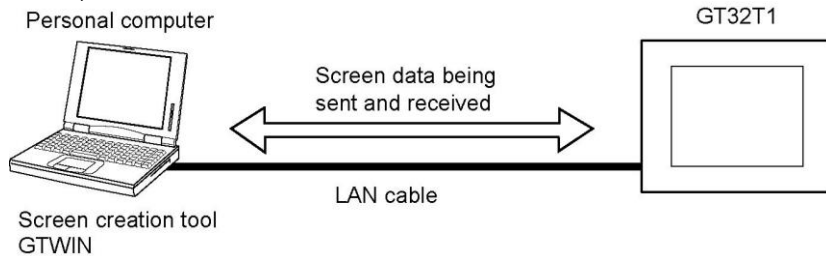 Personal computer
GT32T1
Screen data being
sent and received
LAN cable
Screen creation tool
GTWIN